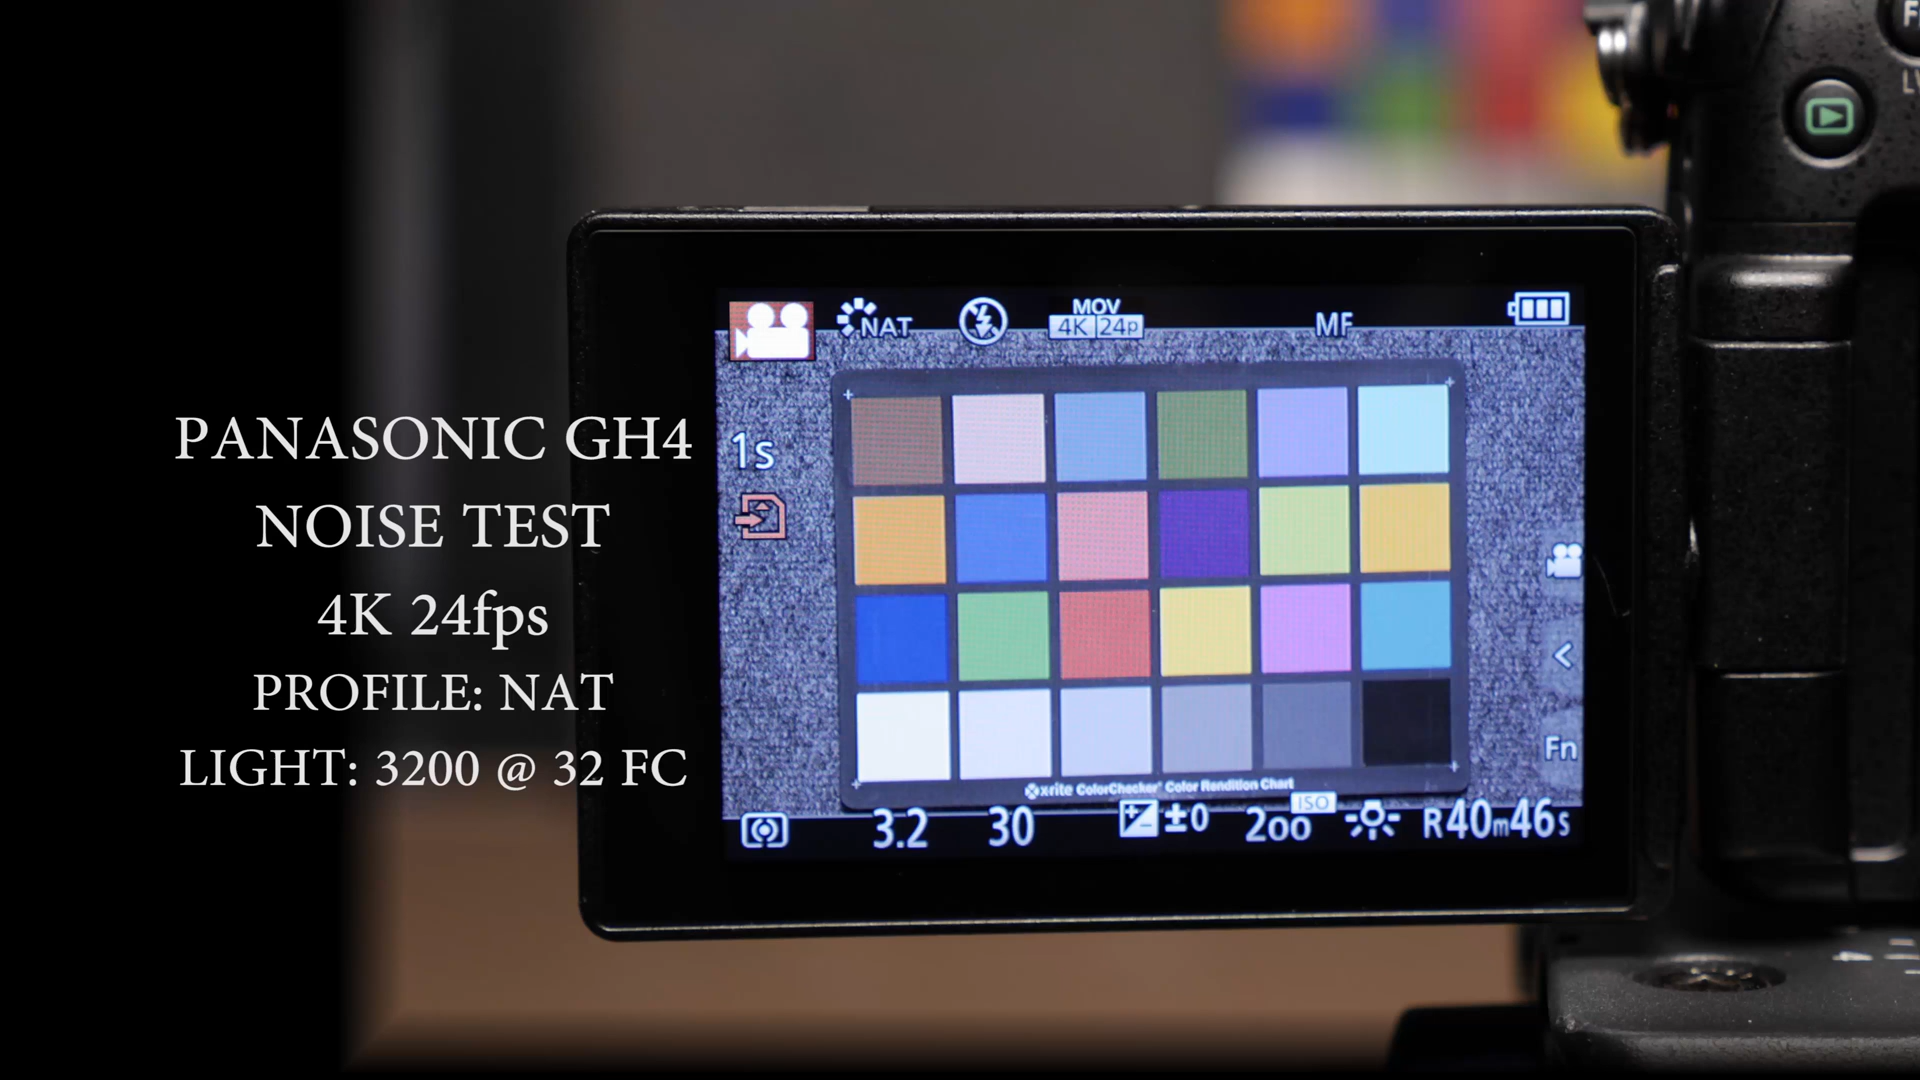 PANASONIC GH4
NOISE TEST
4K 24fps
PROFILE: NAT
LIGHT: 3200 @ 32 FC
NAT
MOV
4K 24p
MF
1s
Fn
x-rite ColorChecker Color Rendition Chart
3.2 30 ±0 200 ISO R40m46s